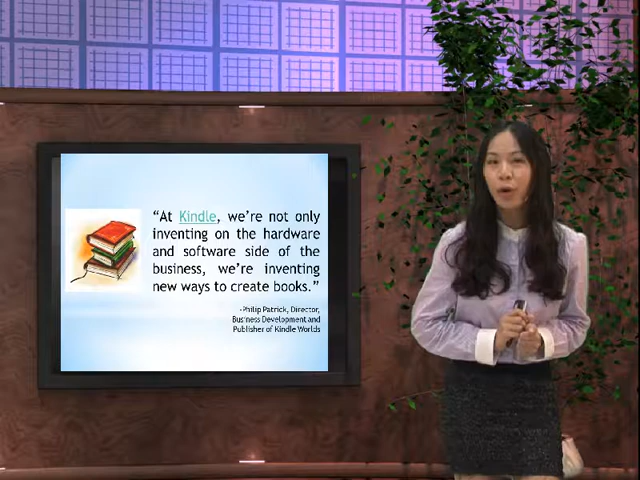 “At Kindle, we’re not only
inventing on the hardware
and software side of the
business, we’re inventing
new ways to create books.”
-Philip Patrick, Director,
Business Development and
Publisher of Kindle Worlds